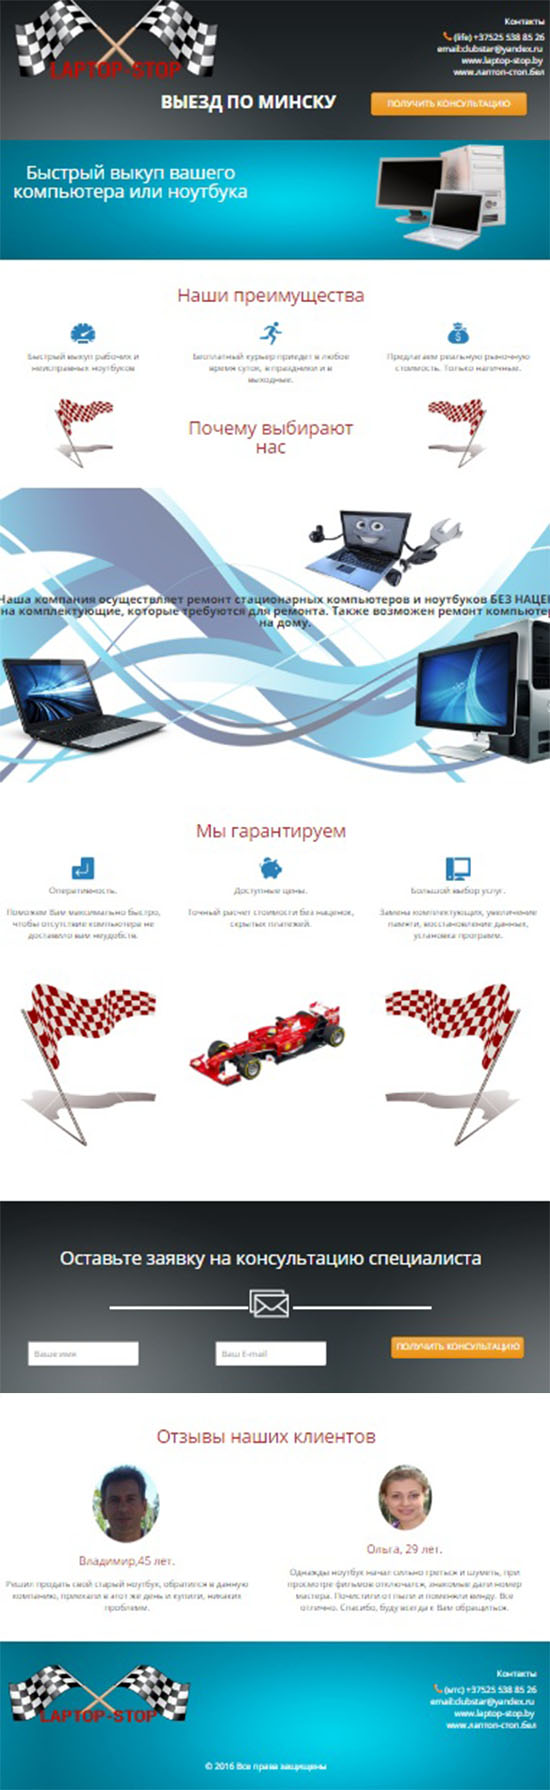 Контакты
(life) +37525 538 85 26
email:clubstar@yandex.ru
www.laptop-stop.by
www.лаптоп-стоп.бел
LAPTOP-STOP
ВЫЕЗД ПО МИНСКУ
ПОЛУЧИТЬ КОНСУЛЬТАЦИЮ
Быстрый выкуп вашего
компьютера или ноутбука
Наши преимущества
Быстрый выкуп рабочих и
неисправных ноутбуков
Бесплатный курьер приедет в любое
время суток, в праздники и в
выходные.
Предлагаем реальную рыночную
стоимость. Только наличные.
Почему выбирают
нас
Наша компания осуществляет ремонт стационарных компьютеров и ноутбуков БЕЗ НАЦЕН
на комплектующие, которые требуются для ремонта. Также возможен ремонт компьютер
на дому.
Мы гарантируем
Оперативность.
Поможем Вам максимально быстро,
чтобы отсутствие компьютера не
доставило вам неудобств.
Доступные цены.
Точный расчет стоимости без наценок,
скрытых платежей.
Большой выбор услуг.
Замена комплектующих, увеличение
памяти, восстановление данных,
установка программ.
Оставьте заявку на консультацию специалиста
Ваше имя
Ваш E-mail
ПОЛУЧИТЬ КОНСУЛЬТАЦИЮ
Отзывы наших клиентов
Владимир,45 лет.
Решил продать свой старый ноутбук, обратился в данную
компанию, приехали в этот же день и купили, никаких
проблем.
Ольга, 29 лет.
Однажды ноутбук начал сильно греться и шуметь, при
просмотре фильмов отключался, знакомые дали номер
мастера. Почистили от пыли и поменяли винду. Все
отлично. Спасибо, буду всегда к Вам обращаться.
LAPTOP-STOP
Контакты
(мтс) +37525 538 85 26
email:clubstar@yandex.ru
www.laptop-stop.by
www.лаптоп-стоп.бел
© 2016 Все права защищены